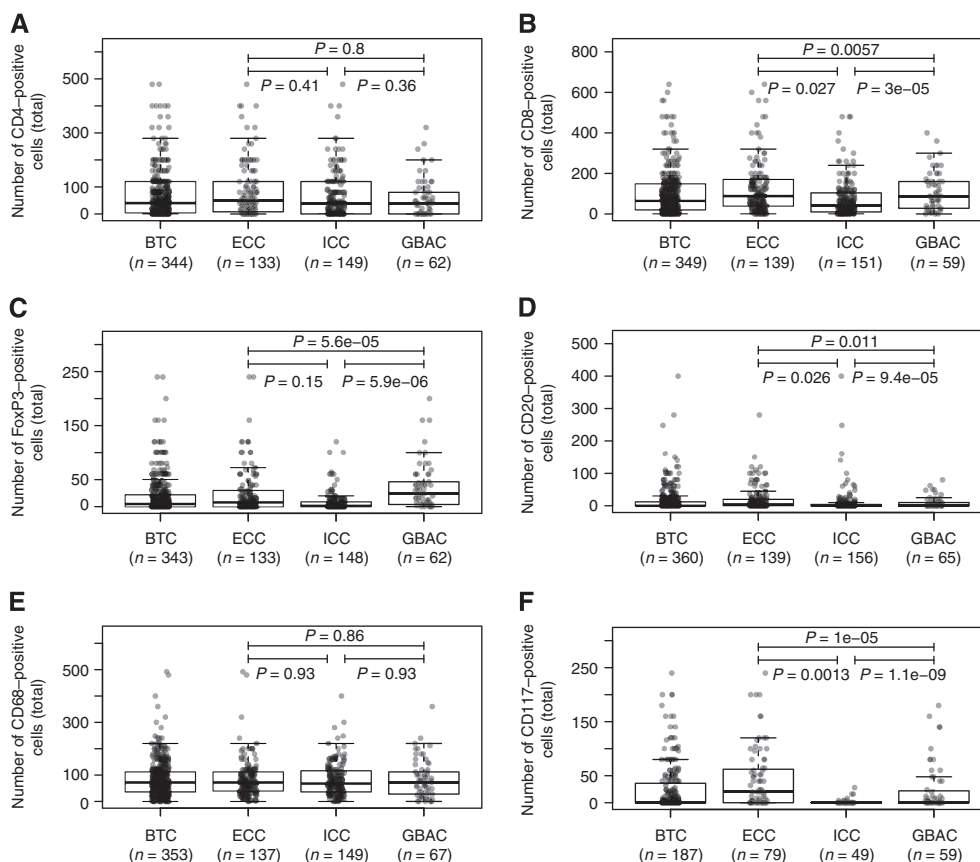 A
Number of CD4–positive
cells (total)
500
300
100
0
P = 0.8
P = 0.41
P = 0.36
BTC
ECC
ICC
GBAC
(n = 344)
(n = 133)
(n = 149)
(n = 62)
B
Number of CD8–positive
cells (total)
800
600
400
200
0
P = 0.0057
P = 0.027
P = 3e–05
BTC
ECC
ICC
GBAC
(n = 349)
(n = 139)
(n = 151)
(n = 59)
C
Number of FoxP3–positive
cells (total)
250
150
50
0
P = 5.6e–05
P = 0.15
P = 5.9e–06
BTC
ECC
ICC
GBAC
(n = 343)
(n = 133)
(n = 148)
(n = 62)
D
Number of CD20–positive
cells (total)
500
400
300
200
100
0
P = 0.011
P = 0.026
P = 9.4e–05
BTC
ECC
ICC
GBAC
(n = 360)
(n = 139)
(n = 156)
(n = 65)
E
Number of CD68–positive
cells (total)
500
300
100
0
P = 0.86
P = 0.93
P = 0.93
BTC
ECC
ICC
GBAC
(n = 353)
(n = 137)
(n = 149)
(n = 67)
F
Number of CD117–positive
cells (total)
250
150
50
0
P = 1e–05
P = 0.0013
P = 1.1e–09
BTC
ECC
ICC
GBAC
(n = 187)
(n = 79)
(n = 49)
(n = 59)